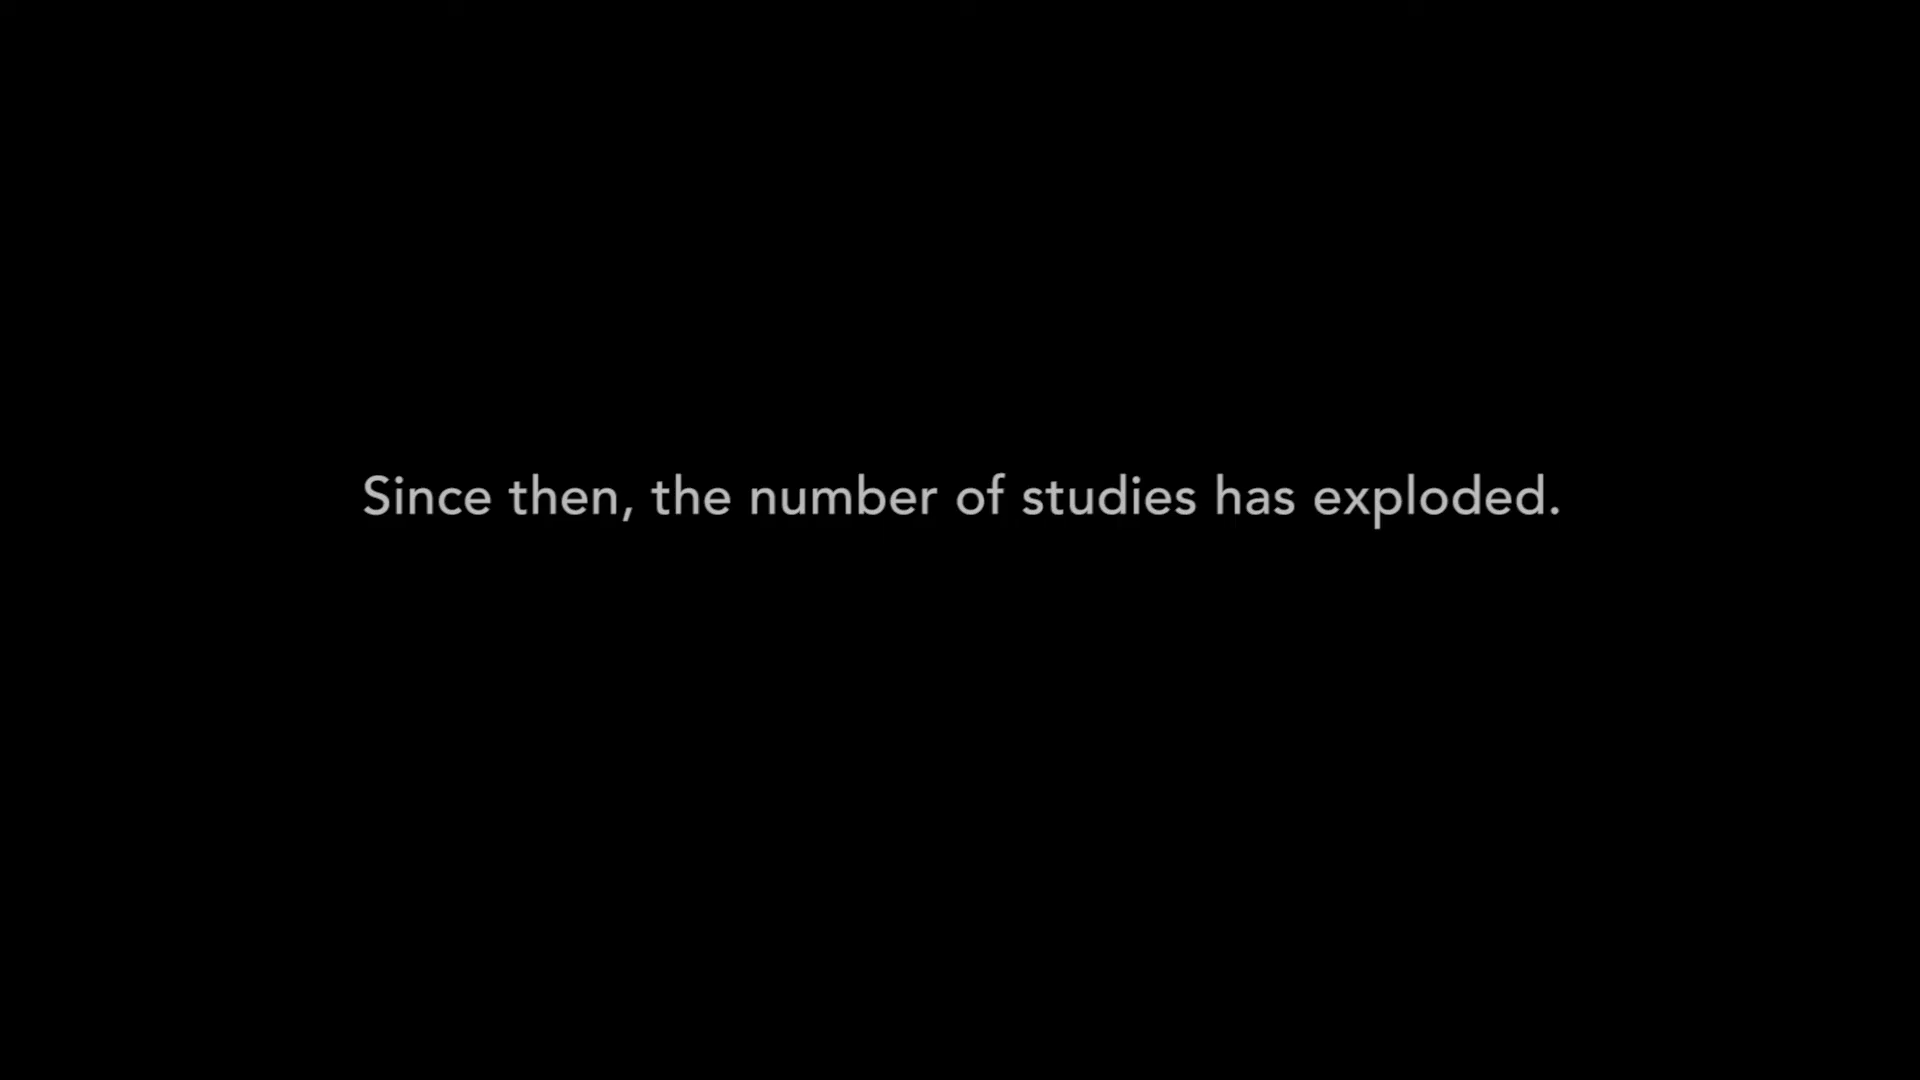 Since then, the number of studies has exploded.